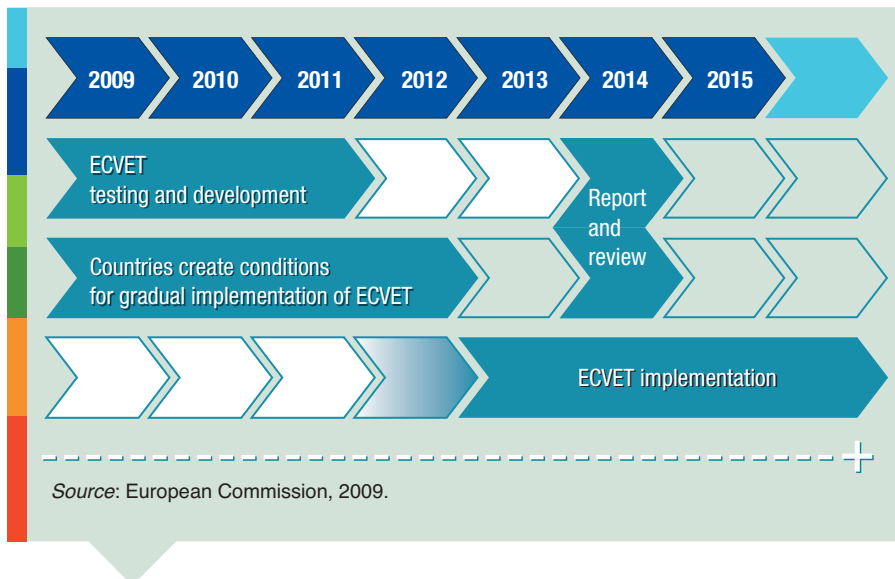 2009 2010 2011 2012 2013 2014 2015
ECVET
testing and development
Report
and
review
Countries create conditions
for gradual implementation of ECVET
ECVET implementation
Source: European Commission, 2009.